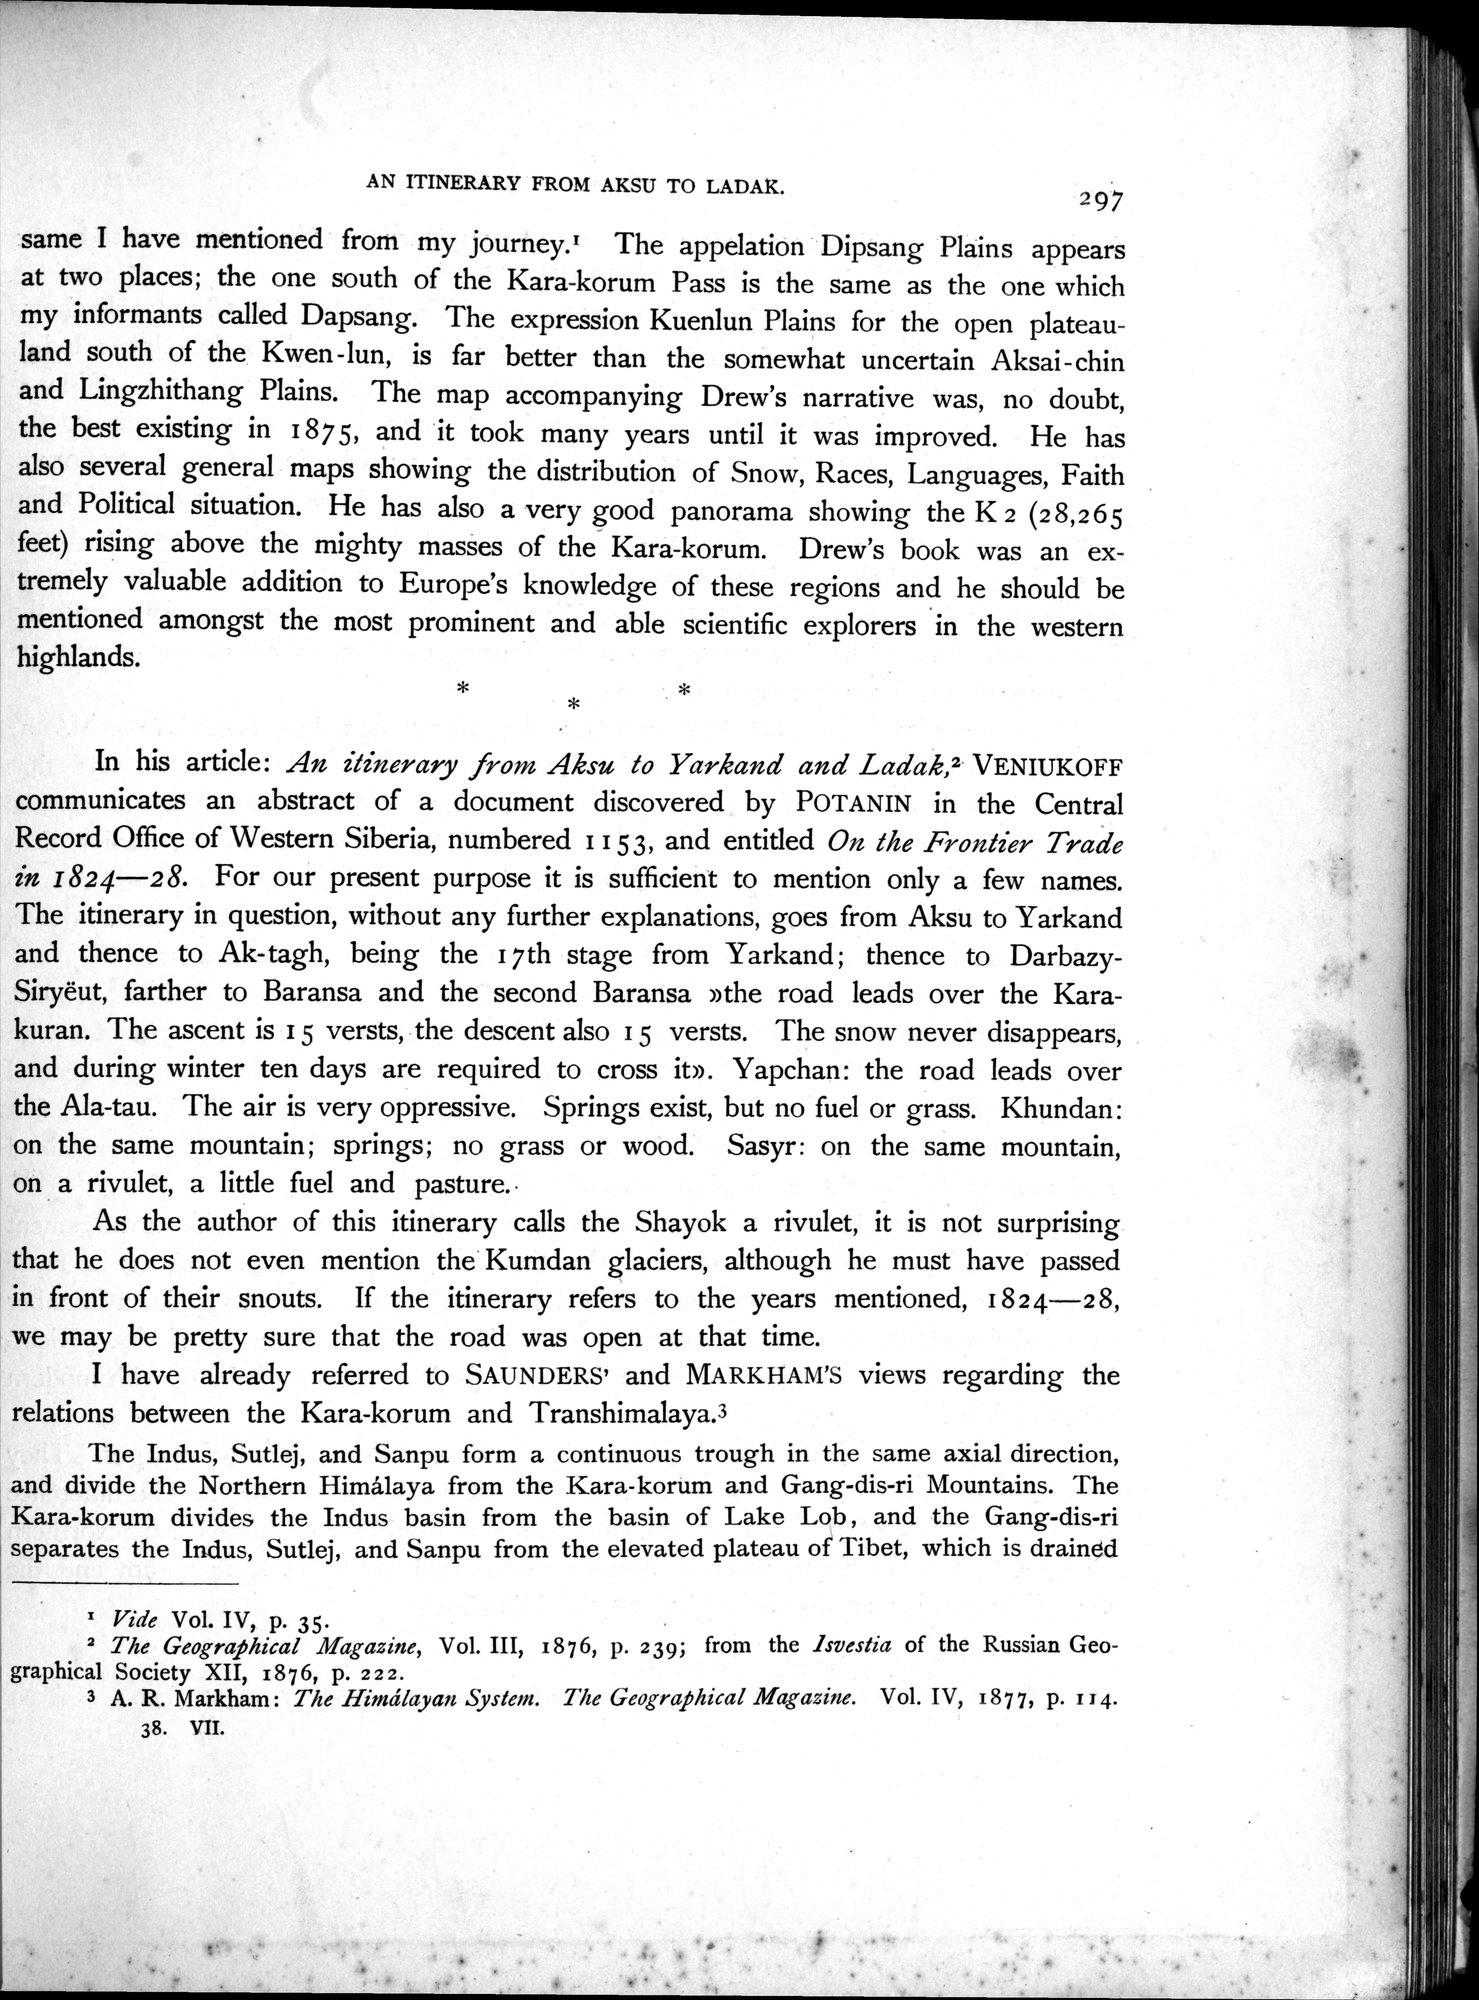 AN ITINERARY FROM AKSU TO LADAK.
297
same I have mentioned from my journey.¹ The appelation Dipsang Plains appears
at two places; the one south of the Kara-korum Pass is the same as the one which
my informants called Dapsang. The expression Kuenlun Plains for the open plateau-
land south of the Kwen-lun, is far better than the somewhat uncertain Aksai-chin
and Lingzhithang Plains. The map accompanying Drew's narrative was, no doubt,
the best existing in 1875, and it took many years until it was improved. He has
also several general maps showing the distribution of Snow, Races, Languages, Faith
and Political situation. He has also a very good panorama showing the K 2 (28,265
feet) rising above the mighty masses of the Kara-korum. Drew's book was an ex-
tremely valuable addition to Europe's knowledge of these regions and he should be
mentioned amongst the most prominent and able scientific explorers in the western
highlands.
* * *
In his article: An itinerary from Aksu to Yarkand and Ladak,² VENIUKOFF
communicates an abstract of a document discovered by POTANIN in the Central
Record Office of Western Siberia, numbered 1153, and entitled On the Frontier Trade
in 1824—28. For our present purpose it is sufficient to mention only a few names.
The itinerary in question, without any further explanations, goes from Aksu to Yarkand
and thence to Ak-tagh, being the 17th stage from Yarkand; thence to Darbazy-
Siryëut, farther to Baransa and the second Baransa »the road leads over the Kara-
kuran. The ascent is 15 versts, the descent also 15 versts. The snow never disappears,
and during winter ten days are required to cross it». Yapchan: the road leads over
the Ala-tau. The air is very oppressive. Springs exist, but no fuel or grass. Khundan:
on the same mountain; springs; no grass or wood. Sasyr: on the same mountain,
on a rivulet, a little fuel and pasture.
As the author of this itinerary calls the Shayok a rivulet, it is not surprising
that he does not even mention the Kumdan glaciers, although he must have passed
in front of their snouts. If the itinerary refers to the years mentioned, 1824—28,
we may be pretty sure that the road was open at that time.
I have already referred to SAUNDERS' and MARKHAM'S views regarding the
relations between the Kara-korum and Transhimalaya.³
The Indus, Sutlej, and Sanpu form a continuous trough in the same axial direction,
and divide the Northern Himálaya from the Kara-korum and Gang-dis-ri Mountains. The
Kara-korum divides the Indus basin from the basin of Lake Lob, and the Gang-dis-ri
separates the Indus, Sutlej, and Sanpu from the elevated plateau of Tibet, which is drained
¹ Vide Vol. IV, p. 35.
² The Geographical Magazine, Vol. III, 1876, p. 239; from the Isvestia of the Russian Geo-
graphical Society XII, 1876, p. 222.
³ A. R. Markham: The Himálayan System. The Geographical Magazine. Vol. IV, 1877, p. 114.
38. VII.